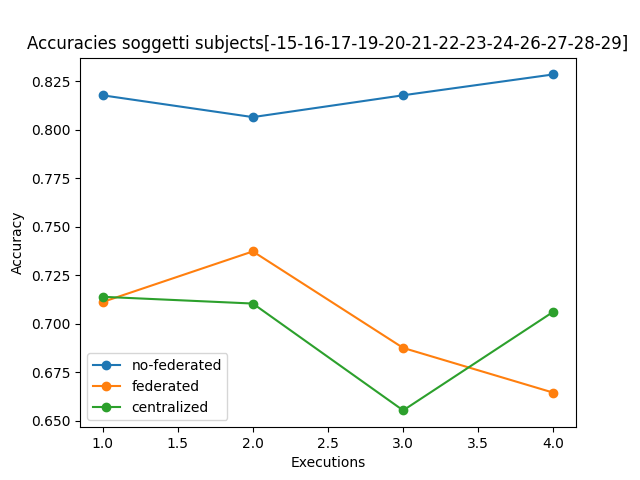 Accuracies soggetti subjects[-15-16-17-19-20-21-22-23-24-26-27-28-29]
0.825
0.800
0.775
0.750
0.725
0.700
0.675
0.650
Accuracy
no-federated
federated
centralized
1.0 1.5 2.0 2.5 3.0 3.5 4.0
Executions